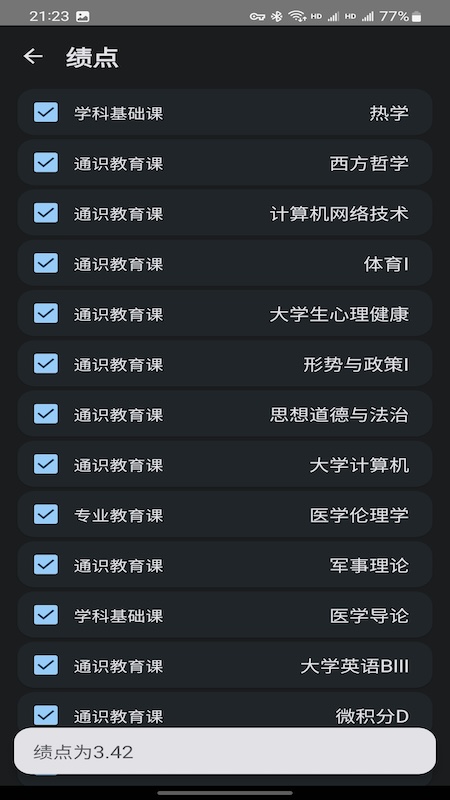 21:23 HD HD 77%
绩点
学科基础课 热学
通识教育课 西方哲学
通识教育课 计算机网络技术
通识教育课 体育I
通识教育课 大学生心理健康
通识教育课 形势与政策I
通识教育课 思想道德与法治
通识教育课 大学计算机
专业教育课 医学伦理学
通识教育课 军事理论
学科基础课 医学导论
通识教育课 大学英语BIII
通识教育课 微积分D
绩点为3.42